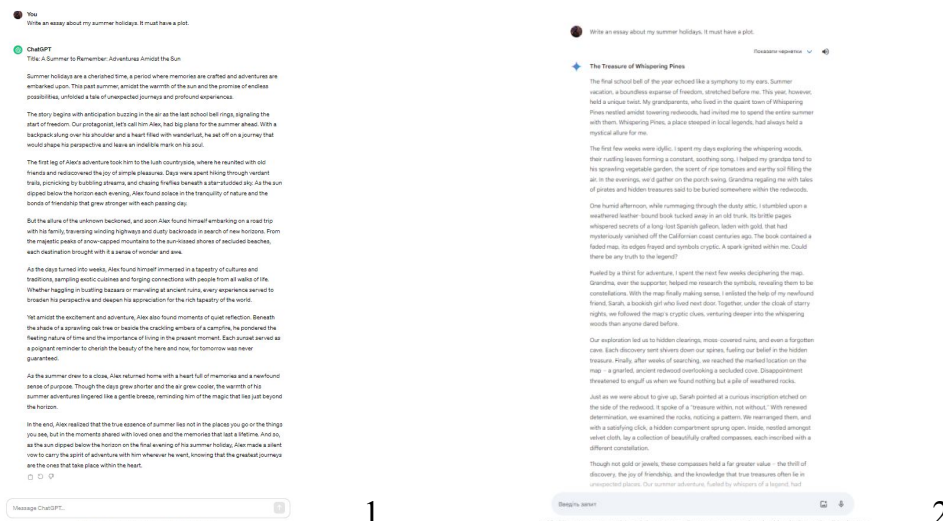 You
Write an essay about my summer holidays. It must have a plot.
ChatGPT
Title: A Summer to Remember: Adventures Amidst the Sun
Summer holidays are a cherished time, a period where memories are crafted and adventures are
embarked upon. This past summer, amidst the warmth of the sun and the promise of endless
possibilities, unfolded a tale of unexpected journeys and profound experiences.
The story begins with anticipation buzzing in the air as the last school bell rings, signaling the
start of freedom. Our protagonist, let's call him Alex, had big plans for the summer ahead. With a
backpack slung over his shoulder and a heart filled with wanderlust, he set off on a journey that
would shape his perspective and leave an indelible mark on his soul.
The first leg of Alex's adventure took him to the lush countryside, where he reunited with old
friends and rediscovered the joy of simple pleasures. Days were spent hiking through verdant
trails, picnicking by bubbling streams, and chasing fireflies beneath a star-studded sky. As the sun
dipped below the horizon each evening, Alex found solace in the tranquility of nature and the
bonds of friendship that grew stronger with each passing day.
But the allure of the unknown beckoned, and soon Alex found himself embarking on a road trip
with his family, traversing winding highways and dusty backroads in search of new horizons. From
the majestic peaks of snow-capped mountains to the sun-kissed shores of secluded beaches,
each destination brought with it a sense of wonder and awe.
As the days turned into weeks, Alex found himself immersed in a tapestry of cultures and
traditions, sampling exotic cuisines and forging connections with people from all walks of life.
Whether haggling in bustling bazaars or marveling at ancient ruins, every experience served to
broaden his perspective and deepen his appreciation for the rich tapestry of the world.
Yet amidst the excitement and adventure, Alex also found moments of quiet reflection. Beneath
the shade of a sprawling oak tree or beside the crackling embers of a campfire, he pondered the
fleeting nature of time and the importance of living in the present moment. Each sunset served as
a poignant reminder to cherish the beauty of the here and now, for tomorrow was never
guaranteed.
As the summer drew to a close, Alex returned home with a heart full of memories and a newfound
sense of purpose. Though the days grew shorter and the air grew cooler, the warmth of his
summer adventures lingered like a gentle breeze, reminding him of the magic that lies just beyond
the horizon.
In the end, Alex realized that the true essence of summer lies not in the places you go or the things
you see, but in the moments shared with loved ones and the memories that last a lifetime. And so,
as the sun dipped below the horizon on the final evening of his summer holiday, Alex made a silent
vow to carry the spirit of adventure with him wherever he went, knowing that the greatest journeys
are the ones that take place within the heart.
Message ChatGPT...
1
Write an essay about my summer holidays. It must have a plot.
Показати чернетки
The Treasure of Whispering Pines
The final school bell of the year echoed like a symphony to my ears. Summer
vacation, a boundless expanse of freedom, stretched before me. This year, however,
held a unique twist. My grandparents, who lived in the quaint town of Whispering
Pines nestled amidst towering redwoods, had invited me to spend the entire summer
with them. Whispering Pines, a place steeped in local legends, had always held a
mystical allure for me.
The first few weeks were idyllic. I spent my days exploring the whispering woods,
their rustling leaves forming a constant, soothing song. I helped my grandpa tend to
his sprawling vegetable garden, the scent of ripe tomatoes and earthy soil filling the
air. In the evenings, we'd gather on the porch swing, Grandma regaling me with tales
of pirates and hidden treasures said to be buried somewhere within the redwoods.
One humid afternoon, while rummaging through the dusty attic, I stumbled upon a
weathered leather-bound book tucked away in an old trunk. Its brittle pages
whispered secrets of a long-lost Spanish galleon, laden with gold, that had
mysteriously vanished off the Californian coast centuries ago. The book contained a
faded map, its edges frayed and symbols cryptic. A spark ignited within me. Could
there be any truth to the legend?
Fueled by a thirst for adventure, I spent the next few weeks deciphering the map.
Grandma, ever the supporter, helped me research the symbols, revealing them to be
constellations. With the map finally making sense, I enlisted the help of my newfound
friend, Sarah, a bookish girl who lived next door. Together, under the cloak of starry
nights, we followed the map's cryptic clues, venturing deeper into the whispering
woods than anyone dared before.
Our exploration led us to hidden clearings, moss-covered ruins, and even a forgotten
cave. Each discovery sent shivers down our spines, fueling our belief in the hidden
treasure. Finally, after weeks of searching, we reached the marked location on the
map – a gnarled, ancient redwood overlooking a secluded cove. Disappointment
threatened to engulf us when we found nothing but a pile of weathered rocks.
Just as we were about to give up, Sarah pointed at a curious inscription etched on
the side of the redwood, it spoke of a "treasure within, not without." With renewed
determination, we examined the rocks, noticing a pattern. We rearranged them, and
with a satisfying click, a hidden compartment sprung open. Inside, nestled amongst
velvet cloth, lay a collection of beautifully crafted compasses, each inscribed with a
different constellation.
Though not gold or jewels, these compasses held a far greater value – the thrill of
discovery, the joy of friendship, and the knowledge that true treasures often lie in
unexpected places. Our summer adventure, fueled by whispers of a legend, had
Введіть запит
2